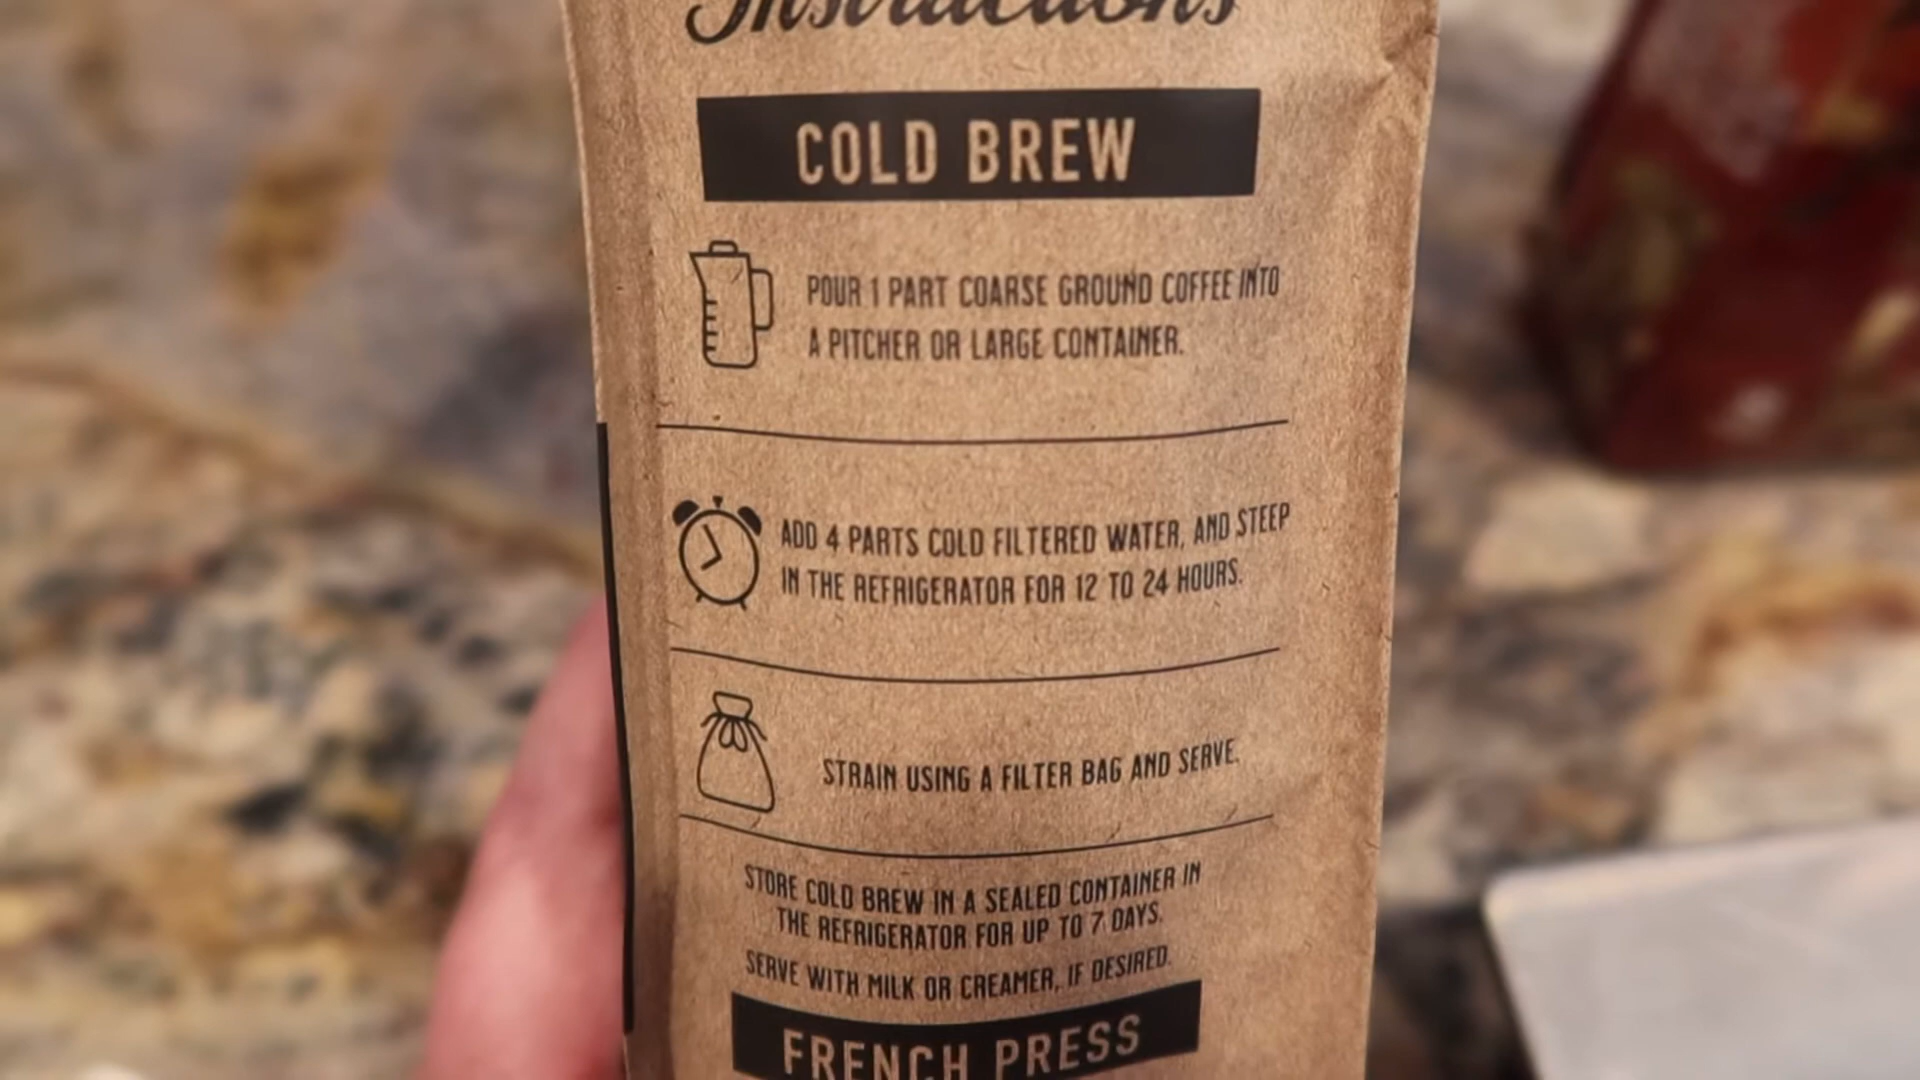 Instructions
COLD BREW
POUR 1 PART COARSE GROUND COFFEE INTO
A PITCHER OR LARGE CONTAINER.
ADD 4 PARTS COLD FILTERED WATER, AND STEEP
IN THE REFRIGERATOR FOR 12 TO 24 HOURS.
STRAIN USING A FILTER BAG AND SERVE.
STORE COLD BREW IN A SEALED CONTAINER IN
THE REFRIGERATOR FOR UP TO 7 DAYS.
SERVE WITH MILK OR CREAMER, IF DESIRED.
FRENCH PRESS